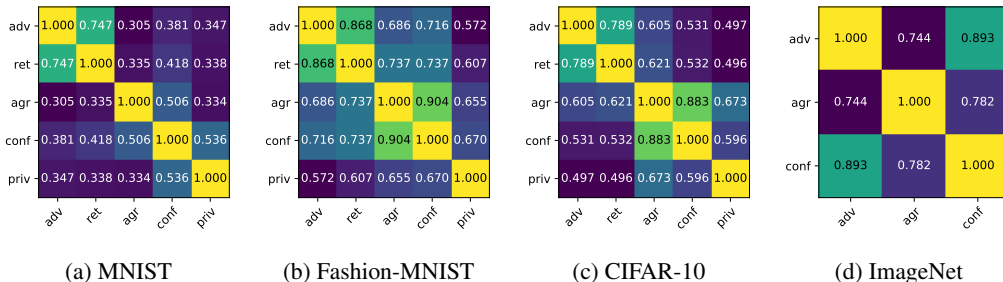 adv 1.000 0.747 0.305 0.381 0.347
ret 0.747 1.000 0.335 0.418 0.338
agr 0.305 0.335 1.000 0.506 0.334
conf 0.381 0.418 0.506 1.000 0.536
priv 0.347 0.338 0.334 0.536 1.000
adv ret agr conf priv
(a) MNIST
adv 1.000 0.868 0.686 0.716 0.572
ret 0.868 1.000 0.737 0.737 0.607
agr 0.686 0.737 1.000 0.904 0.655
conf 0.716 0.737 0.904 1.000 0.670
priv 0.572 0.607 0.655 0.670 1.000
adv ret agr conf priv
(b) Fashion-MNIST
adv 1.000 0.789 0.605 0.531 0.497
ret 0.789 1.000 0.621 0.532 0.496
agr 0.605 0.621 1.000 0.883 0.673
conf 0.531 0.532 0.883 1.000 0.596
priv 0.497 0.496 0.673 0.596 1.000
adv ret agr conf priv
(c) CIFAR-10
adv 1.000 0.744 0.893
agr 0.744 1.000 0.782
conf 0.893 0.782 1.000
adv agr conf
(d) ImageNet